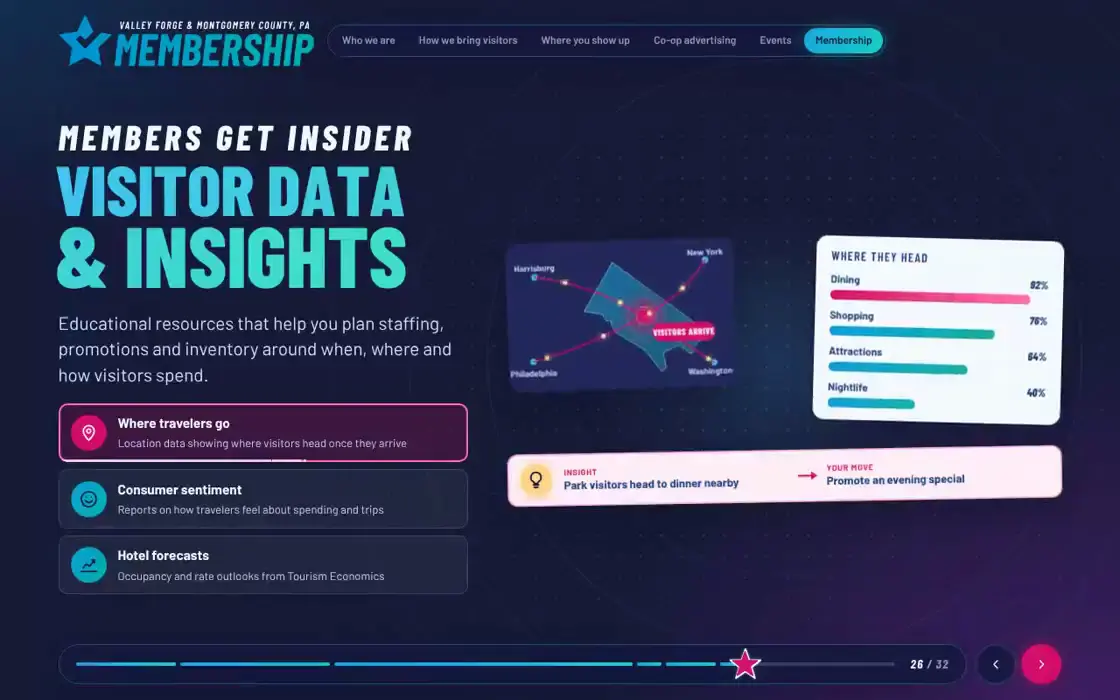 VALLEY FORGE & MONTGOMERY COUNTY, PA
MEMBERSHIP
Who we are
How we bring visitors
Where you show up
Co-op advertising
Events
Membership
MEMBERS GET INSIDER
VISITOR DATA
& INSIGHTS
Educational resources that help you plan staffing,
promotions and inventory around when, where and
how visitors spend.
Where travelers go
Location data showing where visitors head once they arrive
Consumer sentiment
Reports on how travelers feel about spending and trips
Hotel forecasts
Occupancy and rate outlooks from Tourism Economics
Harrisburg
New York
VISITORS ARRIVE
Philadelphia
Washington
WHERE THEY HEAD
Dining 92%
Shopping 76%
Attractions 64%
Nightlife 40%
INSIGHT
Park visitors head to dinner nearby
YOUR MOVE
Promote an evening special
26 / 32